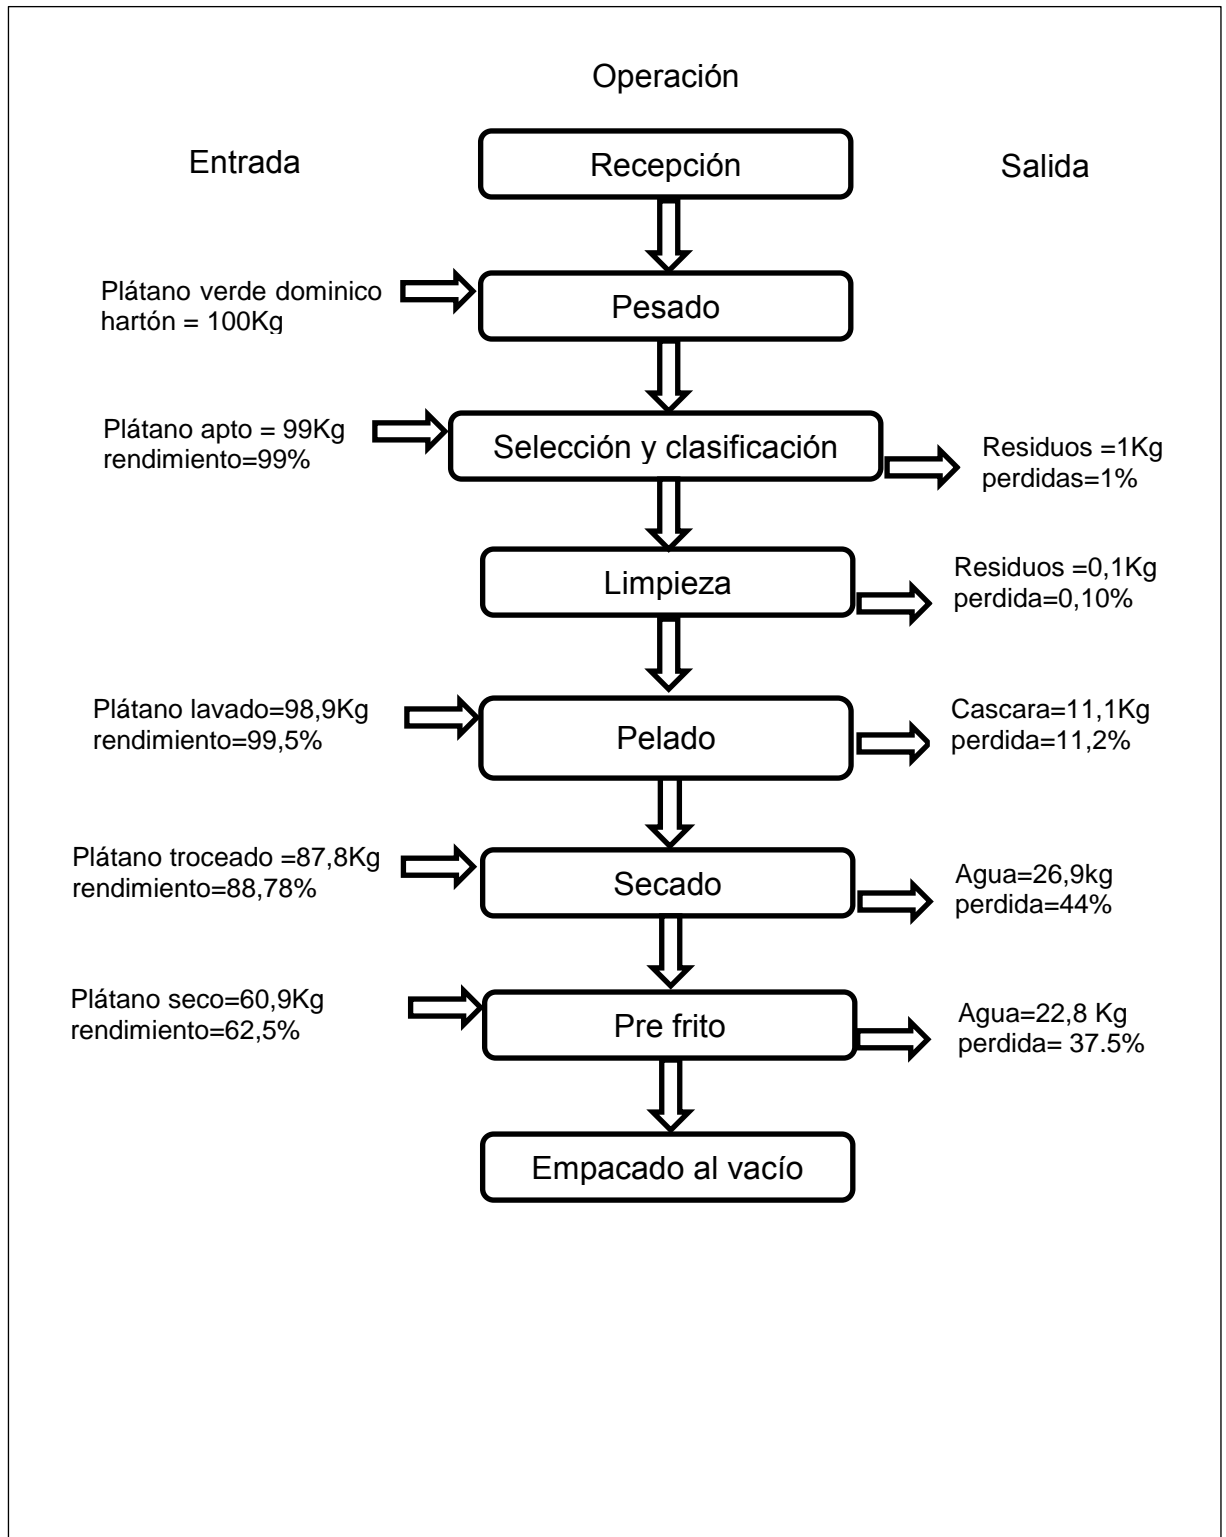 Operación
Entrada
Recepción
Salida
Plátano verde dominico
hartón = 100Kg
Pesado
Plátano apto = 99Kg
rendimiento=99%
Selección y clasificación
Residuos =1Kg
perdidas=1%
Limpieza
Residuos =0,1Kg
perdida=0,10%
Plátano lavado=98,9Kg
rendimiento=99,5%
Pelado
Cascara=11,1Kg
perdida=11,2%
Plátano troceado =87,8Kg
rendimiento=88,78%
Secado
Agua=26,9kg
perdida=44%
Plátano seco=60,9Kg
rendimiento=62,5%
Pre frito
Agua=22,8 Kg
perdida= 37.5%
Empacado al vacío